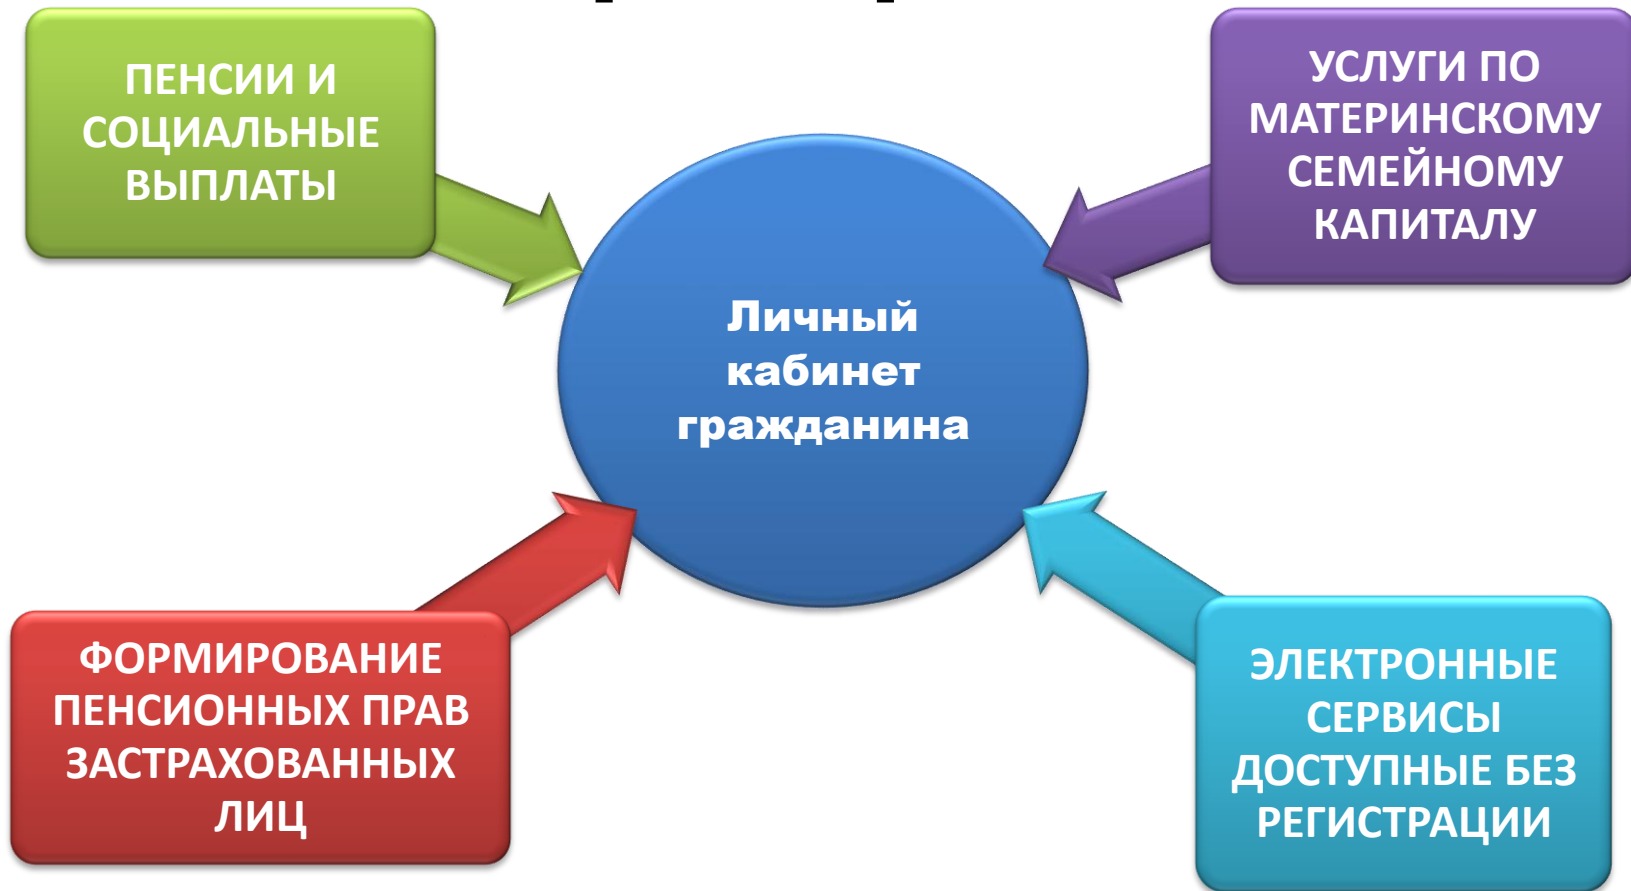 ПЕНСИИ И
СОЦИАЛЬНЫЕ
ВЫПЛАТЫ
УСЛУГИ ПО
МАТЕРИНСКОМУ
СЕМЕЙНОМУ
КАПИТАЛУ
Личный
кабинет
гражданина
ФОРМИРОВАНИЕ
ПЕНСИОННЫХ ПРАВ
ЗАСТРАХОВАННЫХ
ЛИЦ
ЭЛЕКТРОННЫЕ
СЕРВИСЫ
ДОСТУПНЫЕ БЕЗ
РЕГИСТРАЦИИ